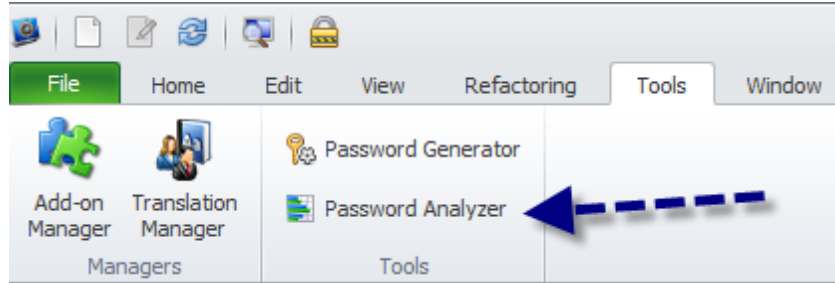 File Home Edit View Refactoring Tools Window
Password Generator
Add-on Translation Password Analyzer
Manager Manager
Managers Tools